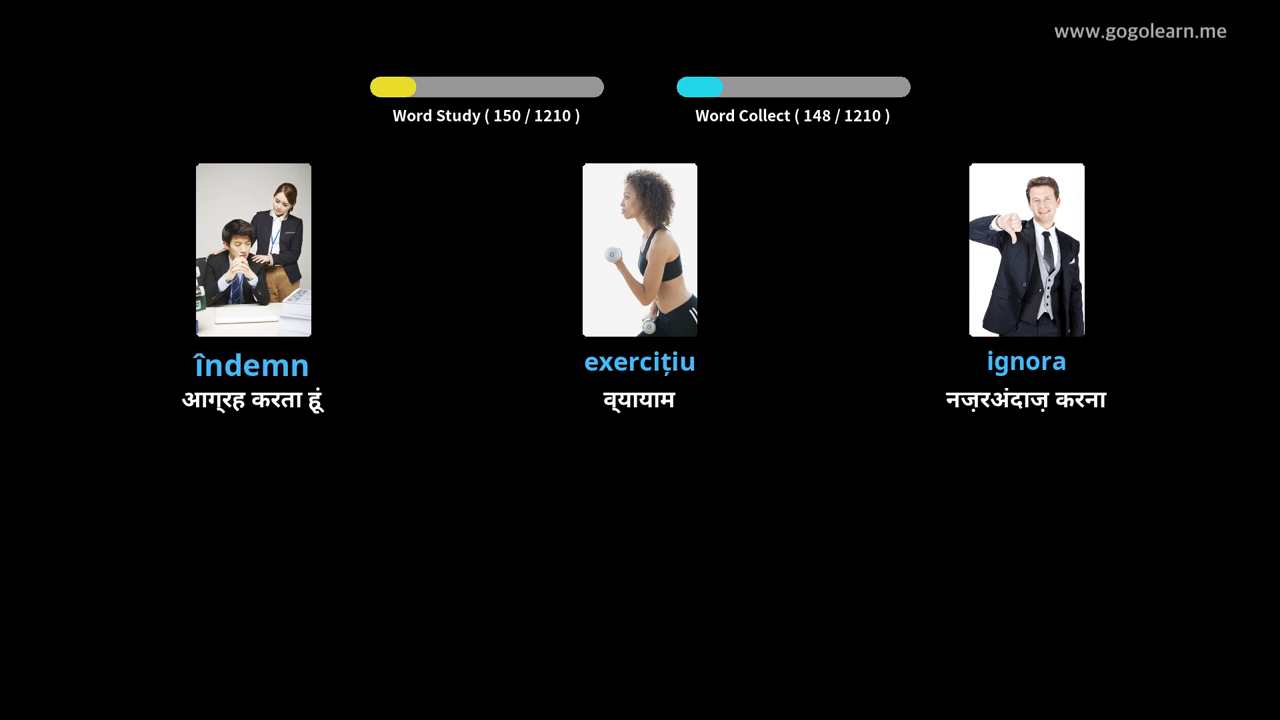 www.gogolearn.me
Word Study ( 150 / 1210 )
Word Collect ( 148 / 1210 )
îndemn
exercițiu
ignora
आग्रह करता हूं
व्यायाम
नज़रअंदाज़ करना